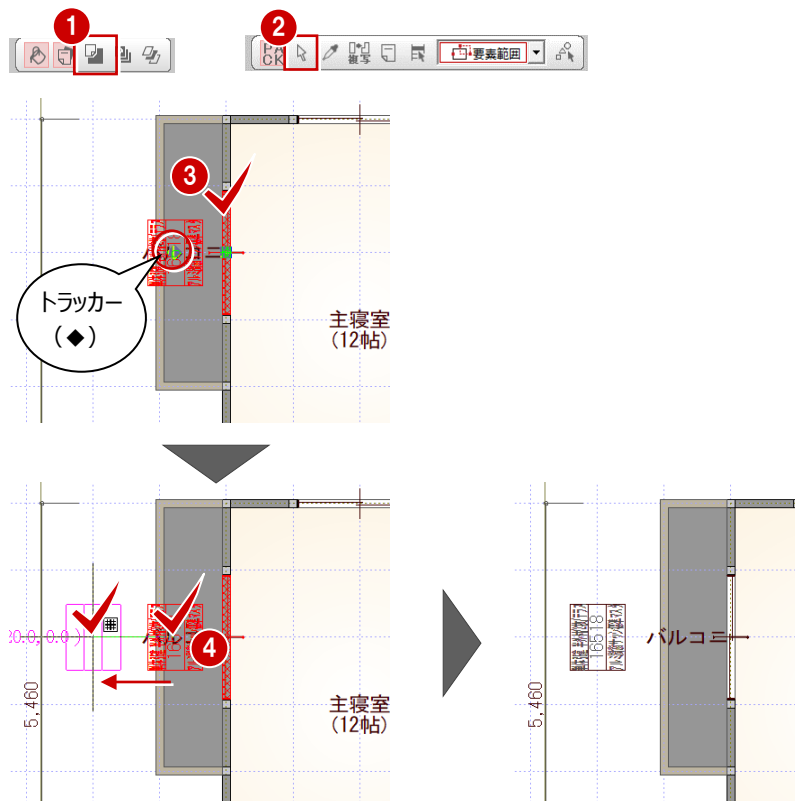 1
2
PA
CK
複写
要素範囲
3
バルコニー
トラッカー
（◆）
主寝室
(12帖)
20.0, 0.0 )
バルコニー
4
5,460
主寝室
(12帖)
16518
バルコニー
5,460